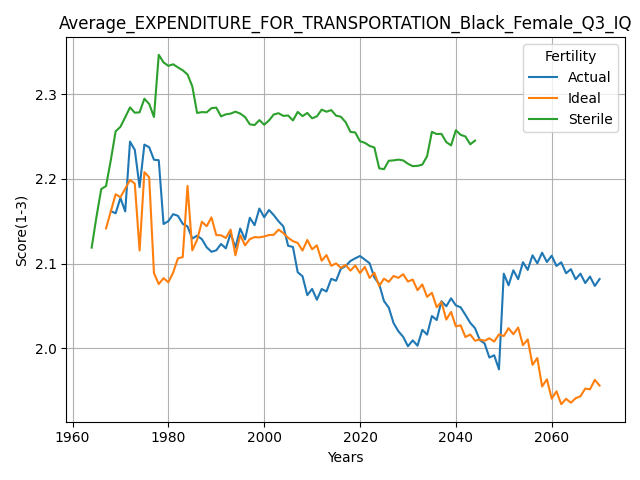 Average_EXPENDITURE_FOR_TRANSPORTATION_Black_Female_Q3_IQ
Fertility
Actual
Ideal
Sterile
Score(1-3)
2.3
2.2
2.1
2.0
1960 1980 2000 2020 2040 2060
Years